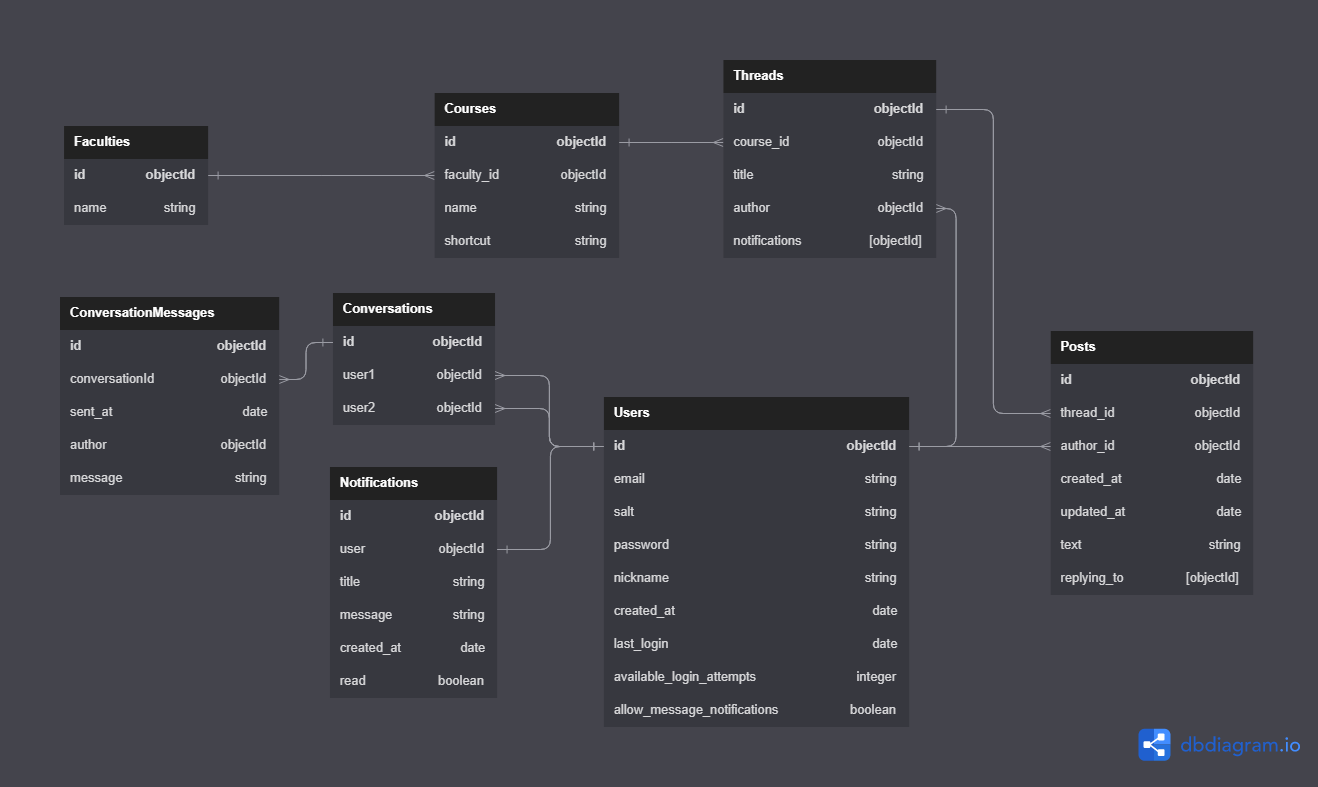 Faculties
id objectId
name string
Courses
id objectId
faculty_id objectId
name string
shortcut string
Threads
id objectId
course_id objectId
title string
author objectId
notifications [objectId]
ConversationMessages
id objectId
conversationId objectId
sent_at date
author objectId
message string
Conversations
id objectId
user1 objectId
user2 objectId
Notifications
id objectId
user objectId
title string
message string
created_at date
read boolean
Users
id objectId
email string
salt string
password string
nickname string
created_at date
last_login date
available_login_attempts integer
allow_message_notifications boolean
Posts
id objectId
thread_id objectId
author_id objectId
created_at date
updated_at date
text string
replying_to [objectId]
dbdiagram.io